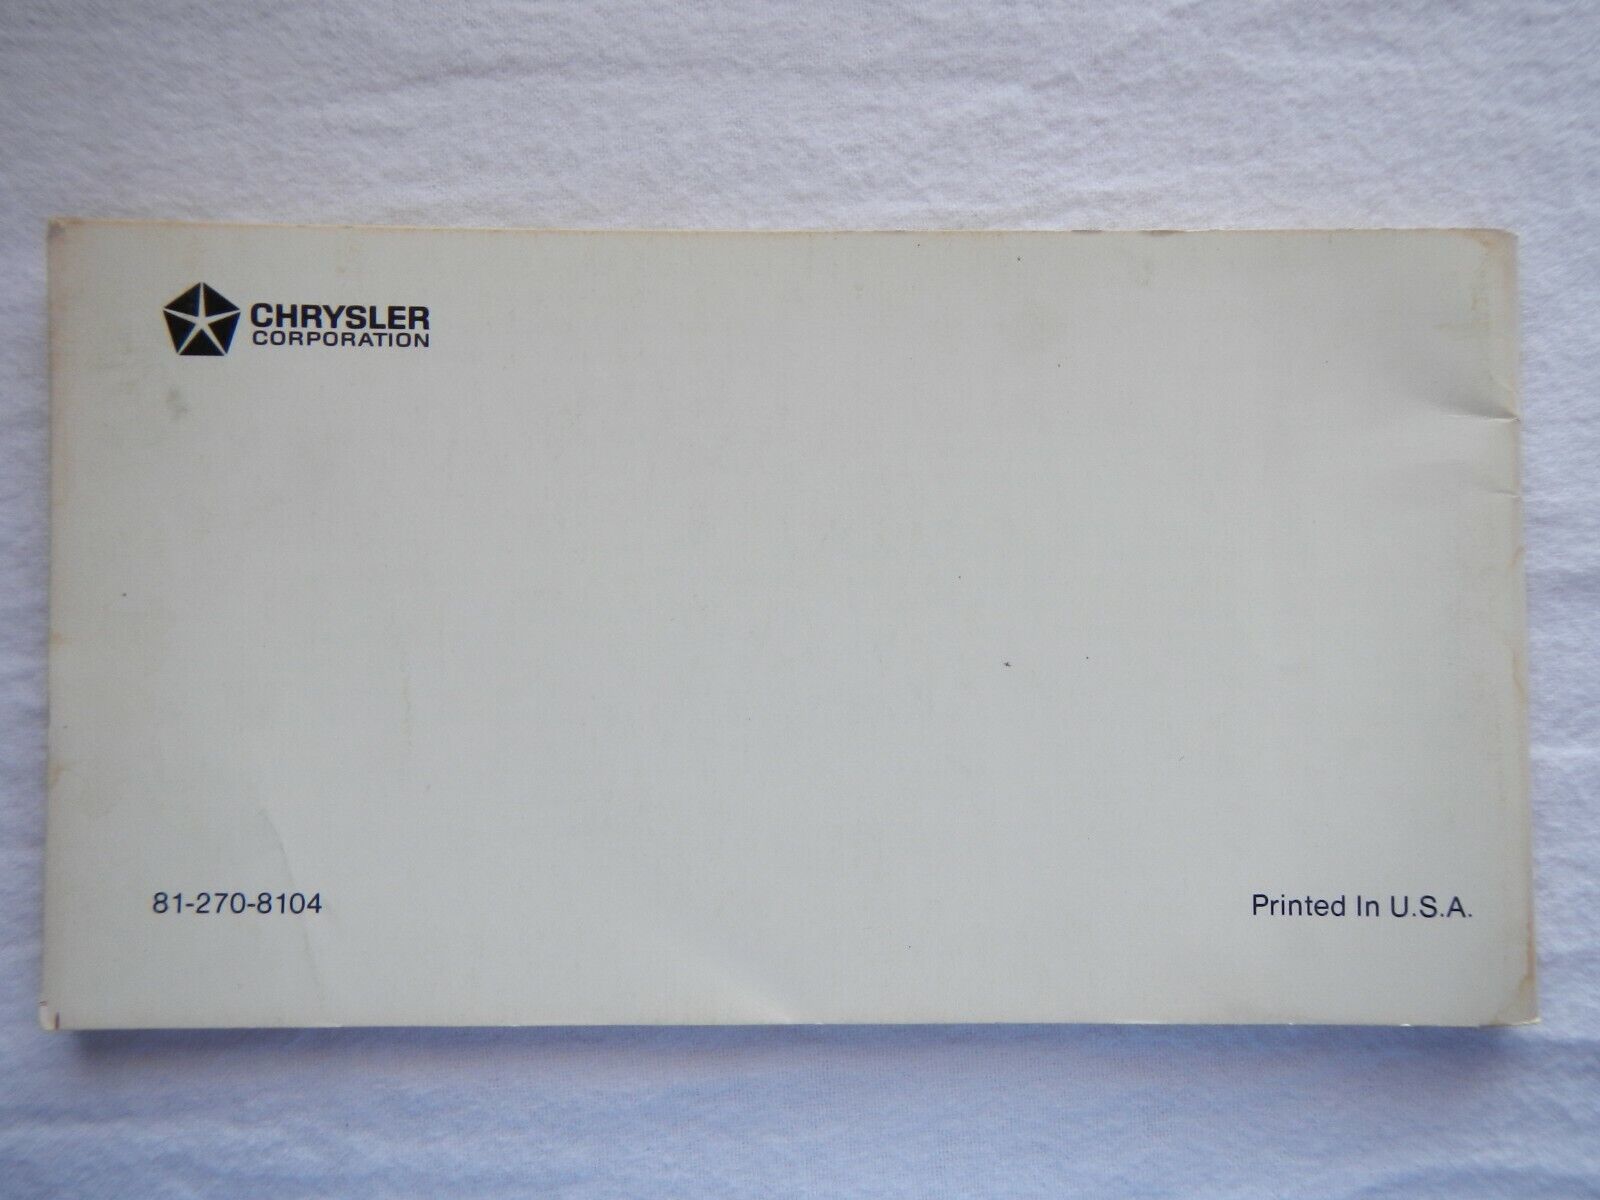 CHRYSLER
CORPORATION
81-270-8104
Printed In U.S.A.